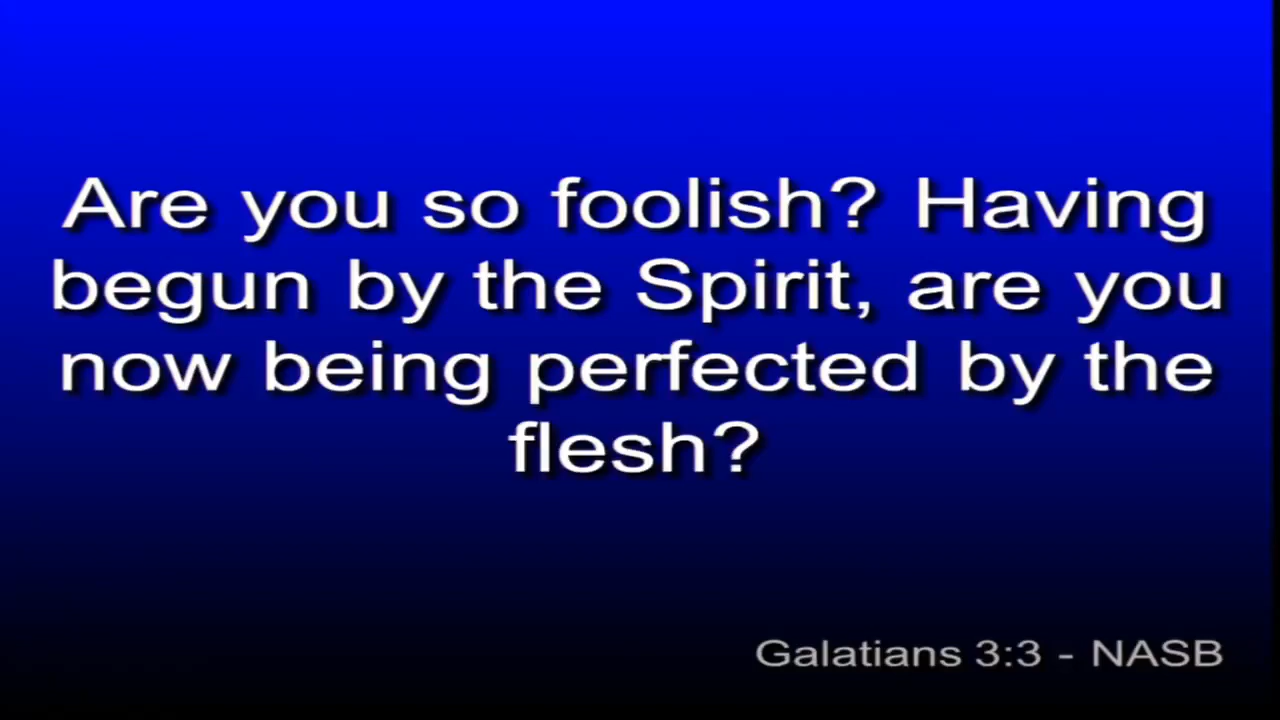 Are you so foolish? Having
begun by the Spirit, are you
now being perfected by the
flesh?
Galatians 3:3 - NASB